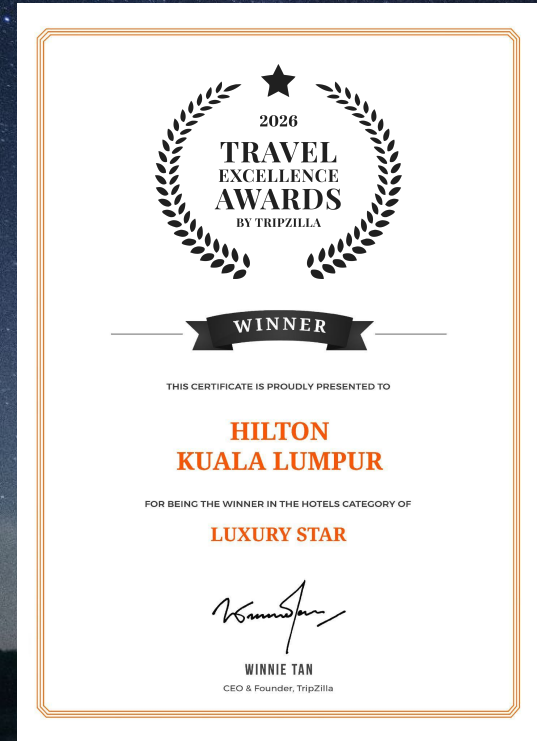 2026
TRAVEL
EXCELLENCE
AWARDS
BY TRIPZILLA
WINNER
THIS CERTIFICATE IS PROUDLY PRESENTED TO
HILTON
KUALA LUMPUR
FOR BEING THE WINNER IN THE HOTELS CATEGORY OF
LUXURY STAR
WINNIE TAN
CEO & Founder, TripZilla